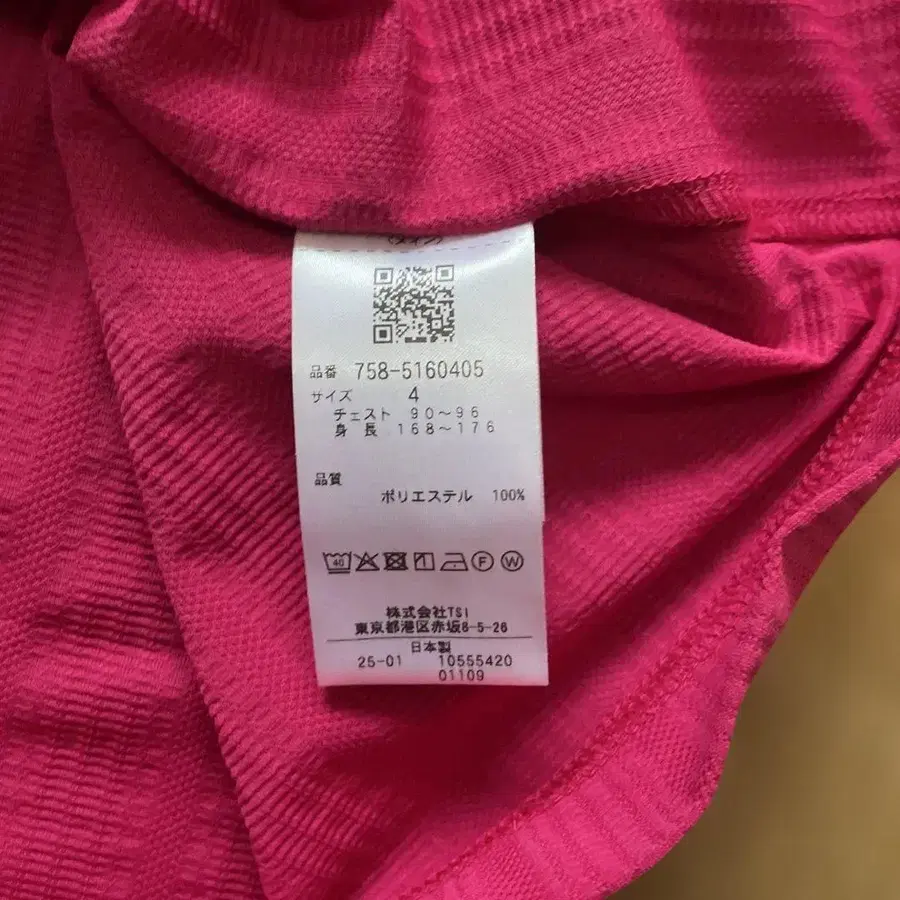 品番 758-5160405
サイズ 4
チェスト 90~96
身長 168~176
品質
ポリエステル 100%
40 F W
株式会社TSI
東京都港区赤坂8-5-26
日本製
25-01 10555420
01109